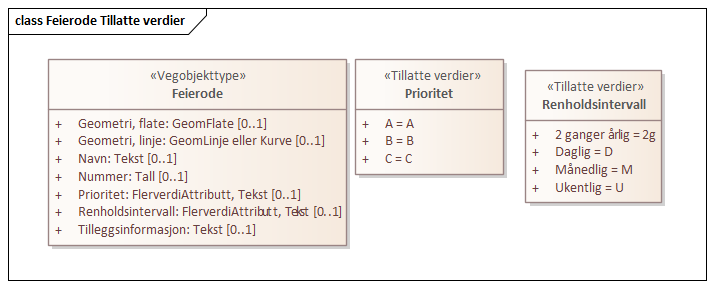 class Feierode Tillatte verdier
«Vegobjekttype»
Feierode
+ Geometri, flate: GeomFlate [0..1]
+ Geometri, linje: GeomLinje eller Kurve [0..1]
+ Navn: Tekst [0..1]
+ Nummer: Tall [0..1]
+ Prioritet: FlerverdiAttributt, Tekst [0..1]
+ Renholdsintervall: FlerverdiAttributt, Tekst [0..1]
+ Tilleggsinformasjon: Tekst [0..1]
«Tillatte verdier»
Prioritet
+ A = A
+ B = B
+ C = C
«Tillatte verdier»
Renholdsintervall
+ 2 ganger årlig = 2g
+ Daglig = D
+ Månedlig = M
+ Ukentlig = U